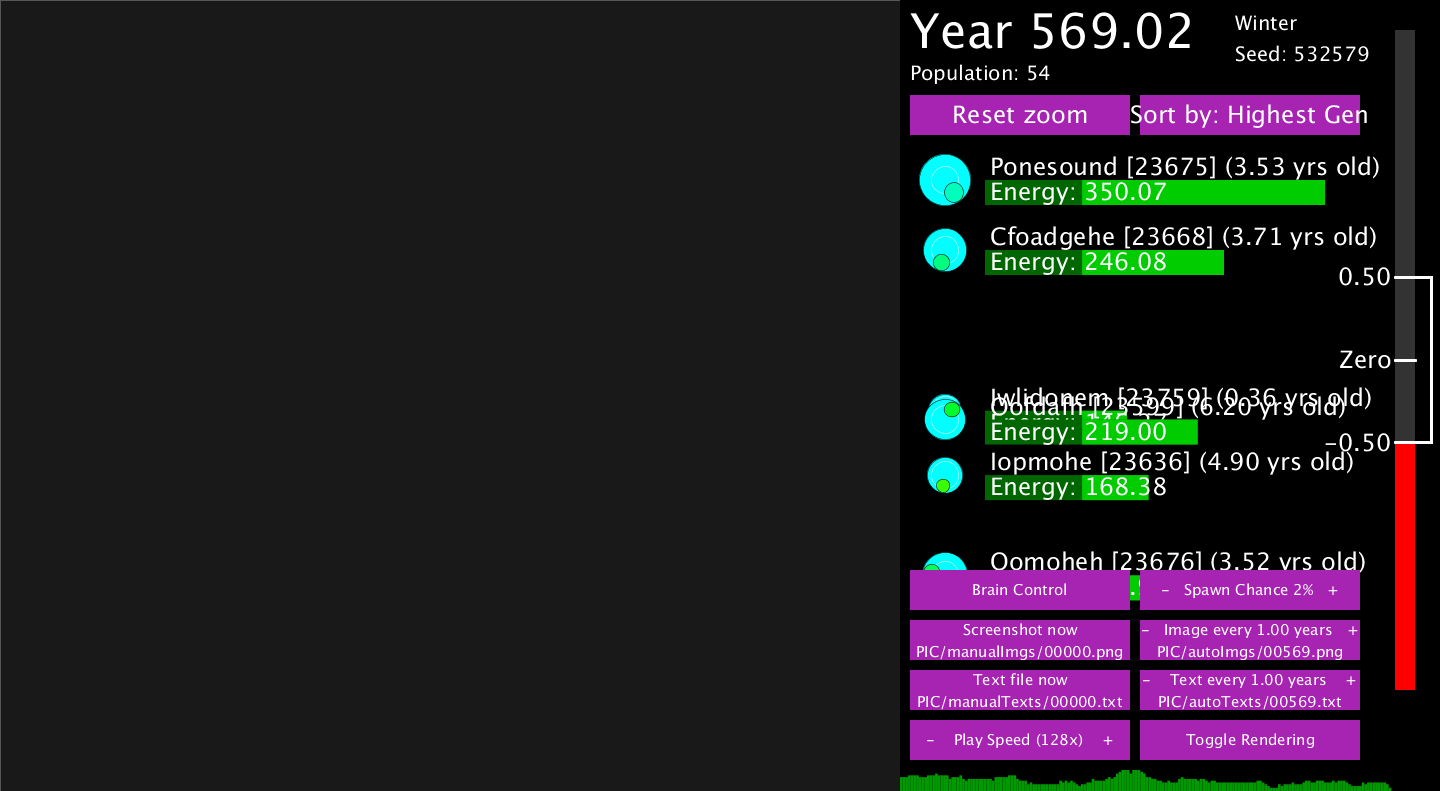 Year 569.02
Winter
Seed: 532579
Population: 54
Reset zoom
Sort by: Highest Gen
Ponesound [23675] (3.53 yrs old)
Energy: 350.07
Cfoadgehe [23668] (3.71 yrs old)
Energy: 246.08
0.50
Zero
-0.50
Iwlidonem [23759] (0.36 yrs old)
Oofdafh [23599] (6.20 yrs old)
Energy: 219.00
Iopmohe [23636] (4.90 yrs old)
Energy: 168.38
Oomoheh [23676] (3.52 yrs old)
Brain Control
- Spawn Chance 2% +
Screenshot now
PIC/manualImgs/00000.png
- Image every 1.00 years +
PIC/autoImgs/00569.png
Text file now
PIC/manualTexts/00000.txt
- Text every 1.00 years +
PIC/autoTexts/00569.txt
- Play Speed (128x) +
Toggle Rendering